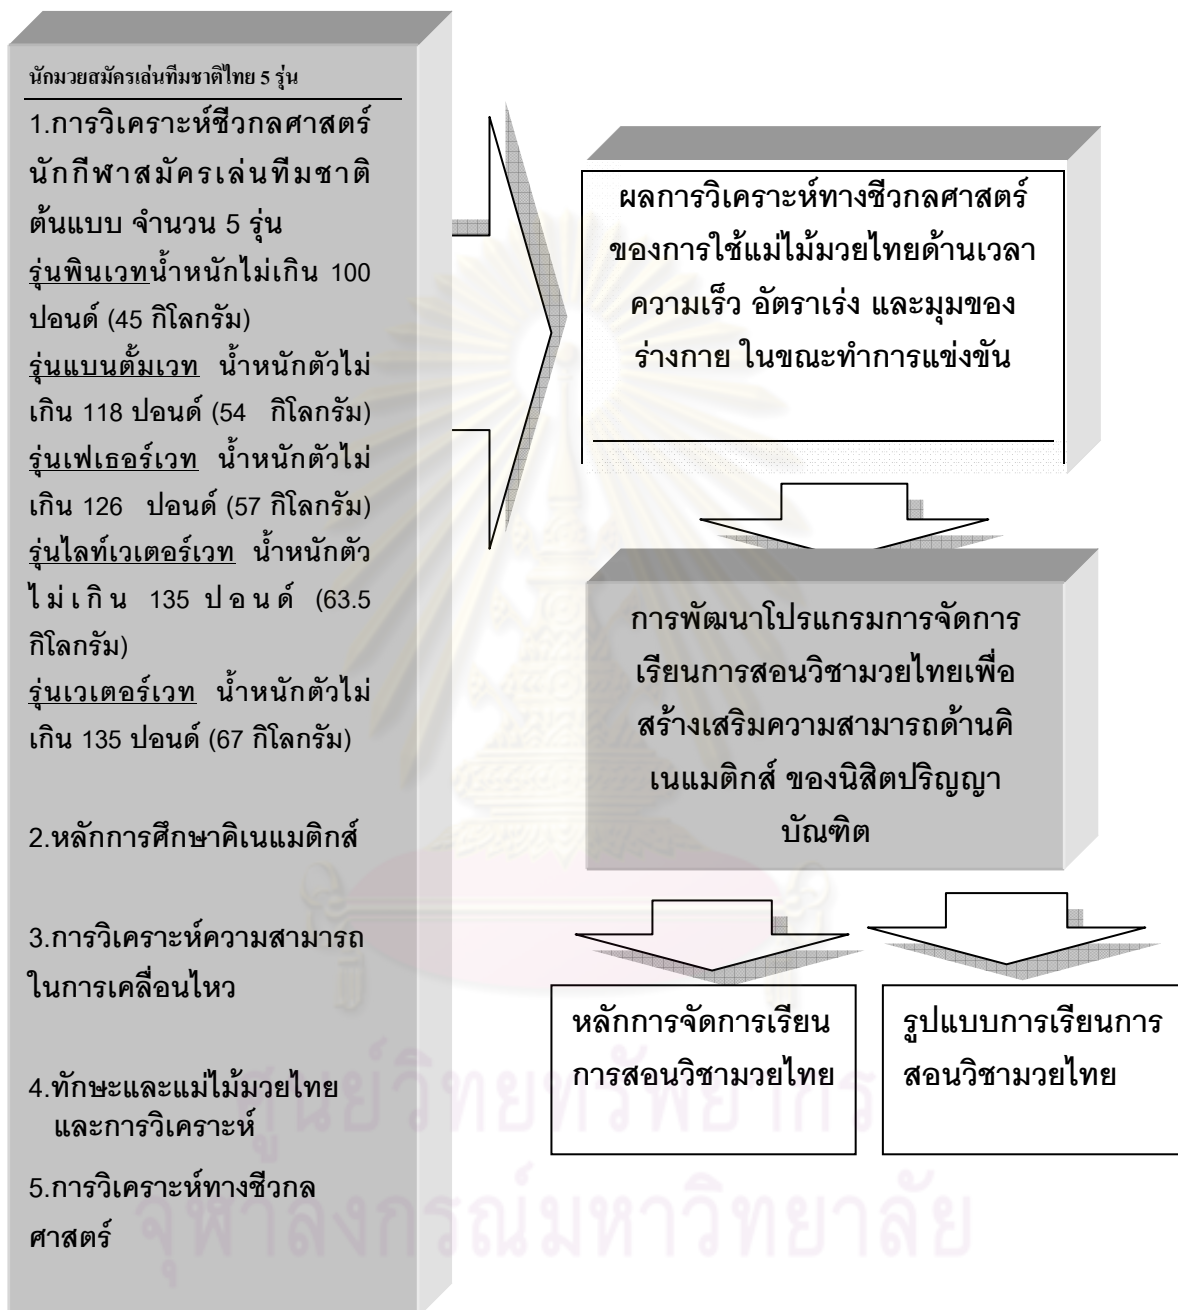 นักมวยสมัครเล่นทีมชาติไทย 5 รุ่น
1.การวิเคราะห์ชีวกลศาสตร์
นักกีฬาสมัครเล่นทีมชาติ
ต้นแบบ จำนวน 5 รุ่น
รุ่นพินเวทน้ำหนักไม่เกิน 100
ปอนด์ (45 กิโลกรัม)
รุ่นแบนตั้มเวท น้ำหนักตัวไม่
เกิน 118 ปอนด์ (54 กิโลกรัม)
รุ่นเฟเธอร์เวท น้ำหนักตัวไม่
เกิน 126 ปอนด์ (57 กิโลกรัม)
รุ่นไลท์เวเตอร์เวท น้ำหนักตัว
ไม่เกิน 135 ปอนด์ (63.5
กิโลกรัม)
รุ่นเวเตอร์เวท น้ำหนักตัวไม่
เกิน 135 ปอนด์ (67 กิโลกรัม)
2.หลักการศึกษาคิเนแมติกส์
3.การวิเคราะห์ความสามารถ
ในการเคลื่อนไหว
4.ทักษะและแม่ไม้มวยไทย
และการวิเคราะห์
5.การวิเคราะห์ทางชีวกล
ศาสตร์
ผลการวิเคราะห์ทางชีวกลศาสตร์
ของการใช้แม่ไม้มวยไทยด้านเวลา
ความเร็ว อัตราเร่ง และมุมของ
ร่างกาย ในขณะทำการแข่งขัน
การพัฒนาโปรแกรมการจัดการ
เรียนการสอนวิชามวยไทยเพื่อ
สร้างเสริมความสามารถด้านคิ
เนแมติกส์ ของนิสิตปริญญา
บัณฑิต
หลักการจัดการเรียน
การสอนวิชามวยไทย
รูปแบบการเรียนการ
สอนวิชามวยไทย
ศูนย์วิทยทรัพยากร
จุฬาลงกรณ์มหาวิทยาลัย